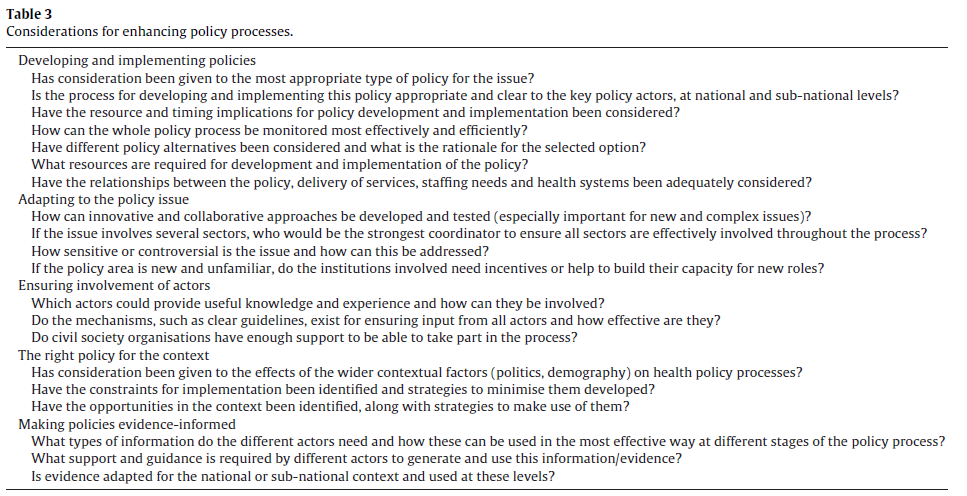 Table 3
Considerations for enhancing policy processes.
Developing and implementing policies
Has consideration been given to the most appropriate type of policy for the issue?
Is the process for developing and implementing this policy appropriate and clear to the key policy actors, at national and sub-national levels?
Have the resource and timing implications for policy development and implementation been considered?
How can the whole policy process be monitored most effectively and efficiently?
Have different policy alternatives been considered and what is the rationale for the selected option?
What resources are required for development and implementation of the policy?
Have the relationships between the policy, delivery of services, staffing needs and health systems been adequately considered?
Adapting to the policy issue
How can innovative and collaborative approaches be developed and tested (especially important for new and complex issues)?
If the issue involves several sectors, who would be the strongest coordinator to ensure all sectors are effectively involved throughout the process?
How sensitive or controversial is the issue and how can this be addressed?
If the policy area is new and unfamiliar, do the institutions involved need incentives or help to build their capacity for new roles?
Ensuring involvement of actors
Which actors could provide useful knowledge and experience and how can they be involved?
Do the mechanisms, such as clear guidelines, exist for ensuring input from all actors and how effective are they?
Do civil society organisations have enough support to be able to take part in the process?
The right policy for the context
Has consideration been given to the effects of the wider contextual factors (politics, demography) on health policy processes?
Have the constraints for implementation been identified and strategies to minimise them developed?
Have the opportunities in the context been identified, along with strategies to make use of them?
Making policies evidence-informed
What types of information do the different actors need and how these can be used in the most effective way at different stages of the policy process?
What support and guidance is required by different actors to generate and use this information/evidence?
Is evidence adapted for the national or sub-national context and used at these levels?